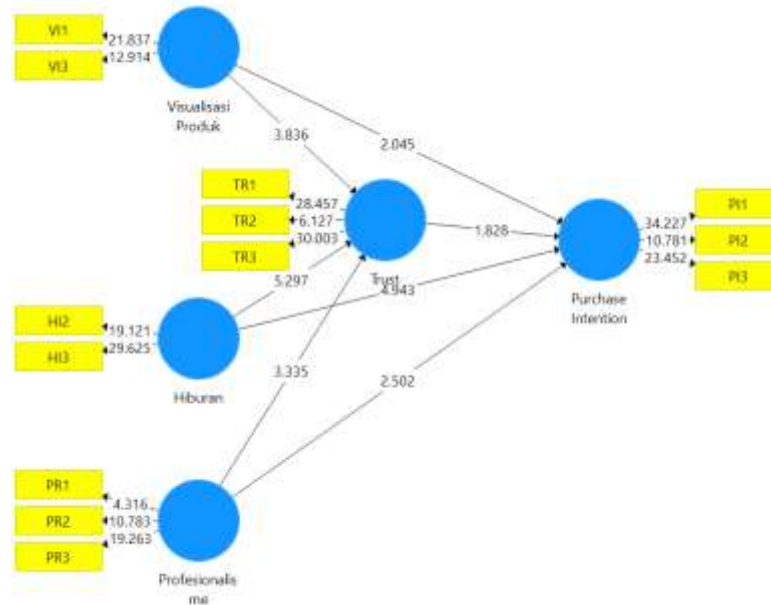 VI1
21.837
VI3
12.914
Visualisasi
Produk
3.836
2.045
TR1
28.457
TR2
6.127
TR3
30.003
Trust
1.828
PI1
34.227
PI2
10.781
PI3
23.452
Purchase
Intention
5.297
4.943
HI2
19.121
HI3
29.625
Hiburan
3.335
2.502
PR1
4.316
PR2
10.783
PR3
19.263
Profesionalis
me